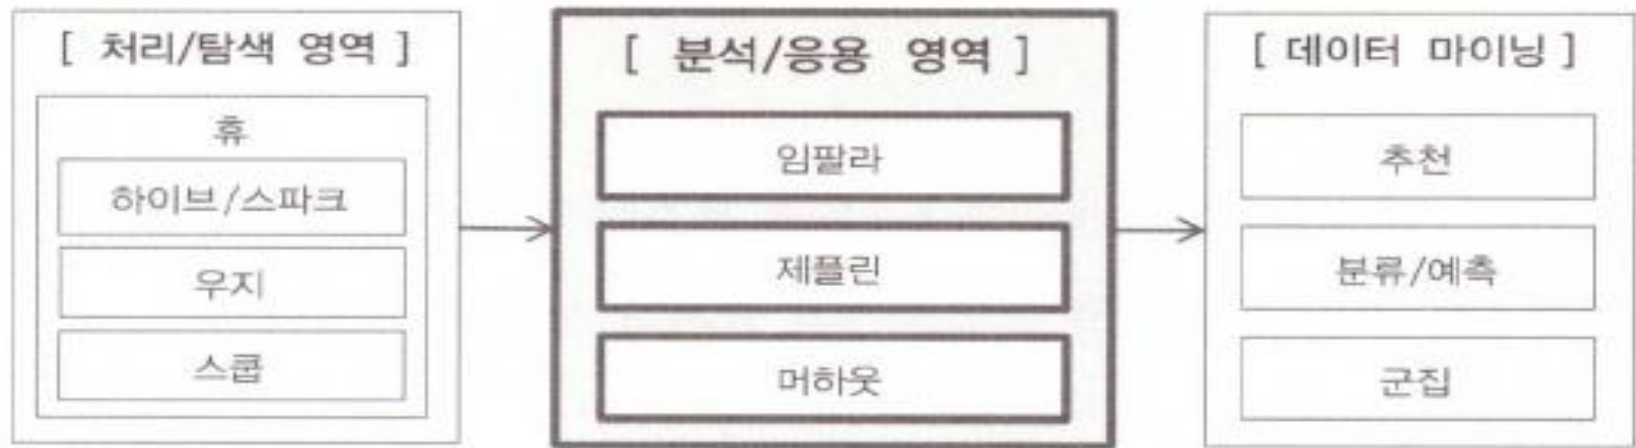 [ 처리/탐색 영역 ]
휴
하이브/스파크
우지
스쿱
[ 분석/응용 영역 ]
임팔라
제플린
머하웃
[ 데이터 마이닝 ]
추천
분류/예측
군집